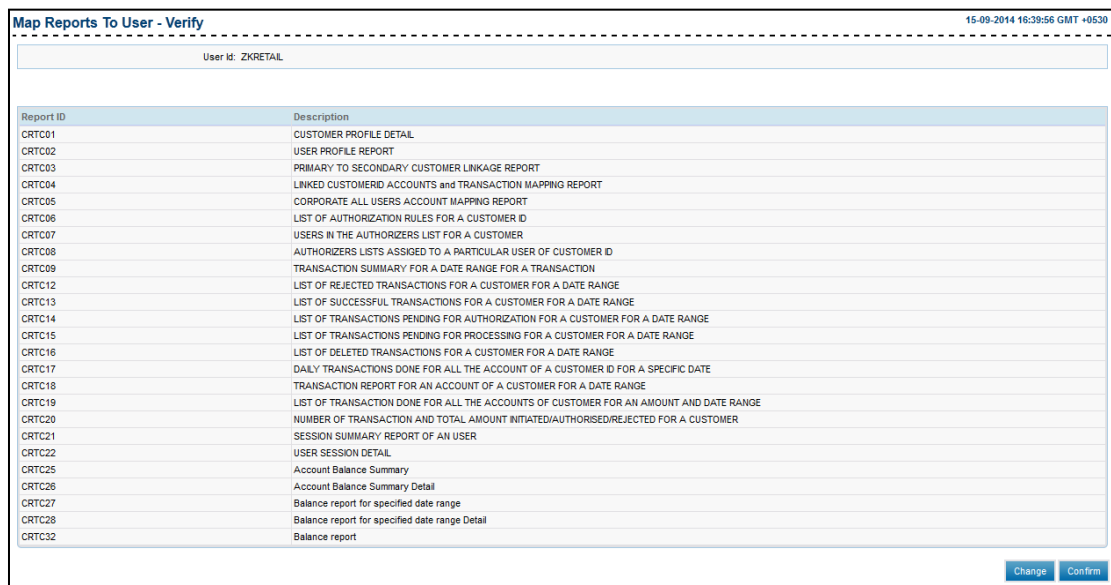 Map Reports To User - Verify 15-09-2014 16:39:56 GMT +0530
User Id: ZKRETAIL
Report ID Description
CRTC01 CUSTOMER PROFILE DETAIL
CRTC02 USER PROFILE REPORT
CRTC03 PRIMARY TO SECONDARY CUSTOMER LINKAGE REPORT
CRTC04 LINKED CUSTOMERID ACCOUNTS and TRANSACTION MAPPING REPORT
CRTC05 CORPORATE ALL USERS ACCOUNT MAPPING REPORT
CRTC06 LIST OF AUTHORIZATION RULES FOR A CUSTOMER ID
CRTC07 USERS IN THE AUTHORIZERS LIST FOR A CUSTOMER
CRTC08 AUTHORIZERS LISTS ASSIGED TO A PARTICULAR USER OF CUSTOMER ID
CRTC09 TRANSACTION SUMMARY FOR A DATE RANGE FOR A TRANSACTION
CRTC12 LIST OF REJECTED TRANSACTIONS FOR A CUSTOMER FOR A DATE RANGE
CRTC13 LIST OF SUCCESSFUL TRANSACTIONS FOR A CUSTOMER FOR A DATE RANGE
CRTC14 LIST OF TRANSACTIONS PENDING FOR AUTHORIZATION FOR A CUSTOMER FOR A DATE RANGE
CRTC15 LIST OF TRANSACTIONS PENDING FOR PROCESSING FOR A CUSTOMER FOR A DATE RANGE
CRTC16 LIST OF DELETED TRANSACTIONS FOR A CUSTOMER FOR A DATE RANGE
CRTC17 DAILY TRANSACTIONS DONE FOR ALL THE ACCOUNT OF A CUSTOMER ID FOR A SPECIFIC DATE
CRTC18 TRANSACTION REPORT FOR AN ACCOUNT OF A CUSTOMER FOR A DATE RANGE
CRTC19 LIST OF TRANSACTION DONE FOR ALL THE ACCOUNTS OF CUSTOMER FOR AN AMOUNT AND DATE RANGE
CRTC20 NUMBER OF TRANSACTION AND TOTAL AMOUNT INITIATED/AUTHORISED/REJECTED FOR A CUSTOMER
CRTC21 SESSION SUMMARY REPORT OF AN USER
CRTC22 USER SESSION DETAIL
CRTC25 Account Balance Summary
CRTC26 Account Balance Summary Detail
CRTC27 Balance report for specified date range
CRTC28 Balance report for specified date range Detail
CRTC32 Balance report
Change Confirm